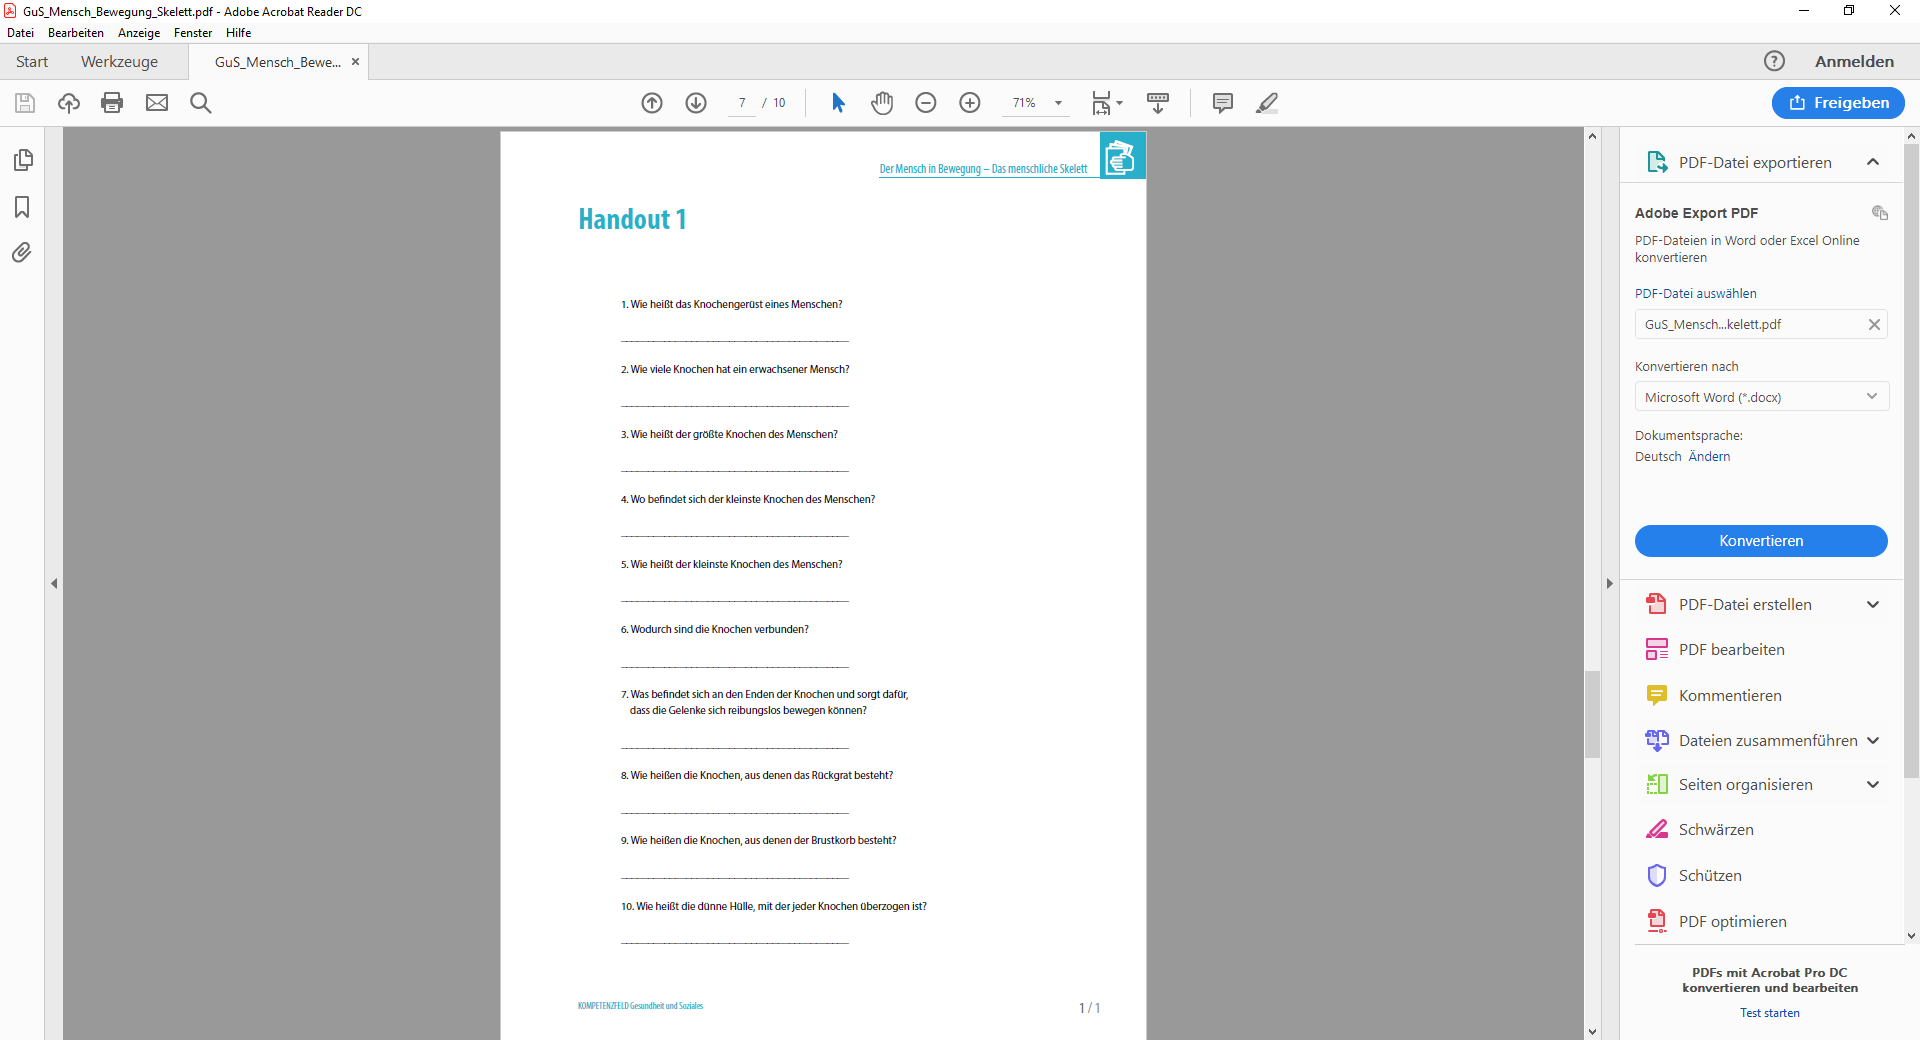 GuS_Mensch_Bewegung_Skelett.pdf - Adobe Acrobat Reader DC
Datei Bearbeiten Anzeige Fenster Hilfe
Start Werkzeuge GuS_Mensch_Bewe... × Anmelden
7 / 10 71% Freigeben
Der Mensch in Bewegung – Das menschliche Skelett
Handout 1
1. Wie heißt das Knochengerüst eines Menschen?
2. Wie viele Knochen hat ein erwachsener Mensch?
3. Wie heißt der größte Knochen des Menschen?
4. Wo befindet sich der kleinste Knochen des Menschen?
5. Wie heißt der kleinste Knochen des Menschen?
6. Wodurch sind die Knochen verbunden?
7. Was befindet sich an den Enden der Knochen und sorgt dafür,
dass die Gelenke sich reibungslos bewegen können?
8. Wie heißen die Knochen, aus denen das Rückgrat besteht?
9. Wie heißen die Knochen, aus denen der Brustkorb besteht?
10. Wie heißt die dünne Hülle, mit der jeder Knochen überzogen ist?
KOMPETENZFELD Gesundheit und Soziales
1 / 1
PDF-Datei exportieren
Adobe Export PDF
PDF-Dateien in Word oder Excel Online
konvertieren
PDF-Datei auswählen
GuS_Mensch...kelett.pdf
Konvertieren nach
Microsoft Word (*.docx)
Dokumentsprache:
Deutsch Ändern
Konvertieren
PDF-Datei erstellen
PDF bearbeiten
Kommentieren
Dateien zusammenführen
Seiten organisieren
Schwärzen
Schützen
PDF optimieren
PDFs mit Acrobat Pro DC
konvertieren und bearbeiten
Test starten